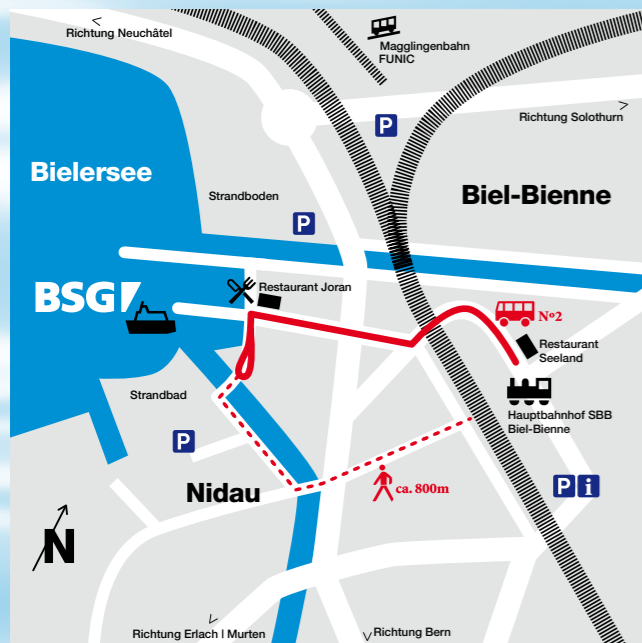 Richtung Neuchâtel
Magglingenbahn
FUNIC
P
Richtung Solothurn
Bielersee
Strandboden
Biel-Bienne
P
BSG
Restaurant Joran
Nº2
Restaurant
Seeland
Strandbad
Hauptbahnhof SBB
Biel-Bienne
P
Nidau
ca. 800m
P i
N
Richtung Erlach | Murten
Richtung Bern